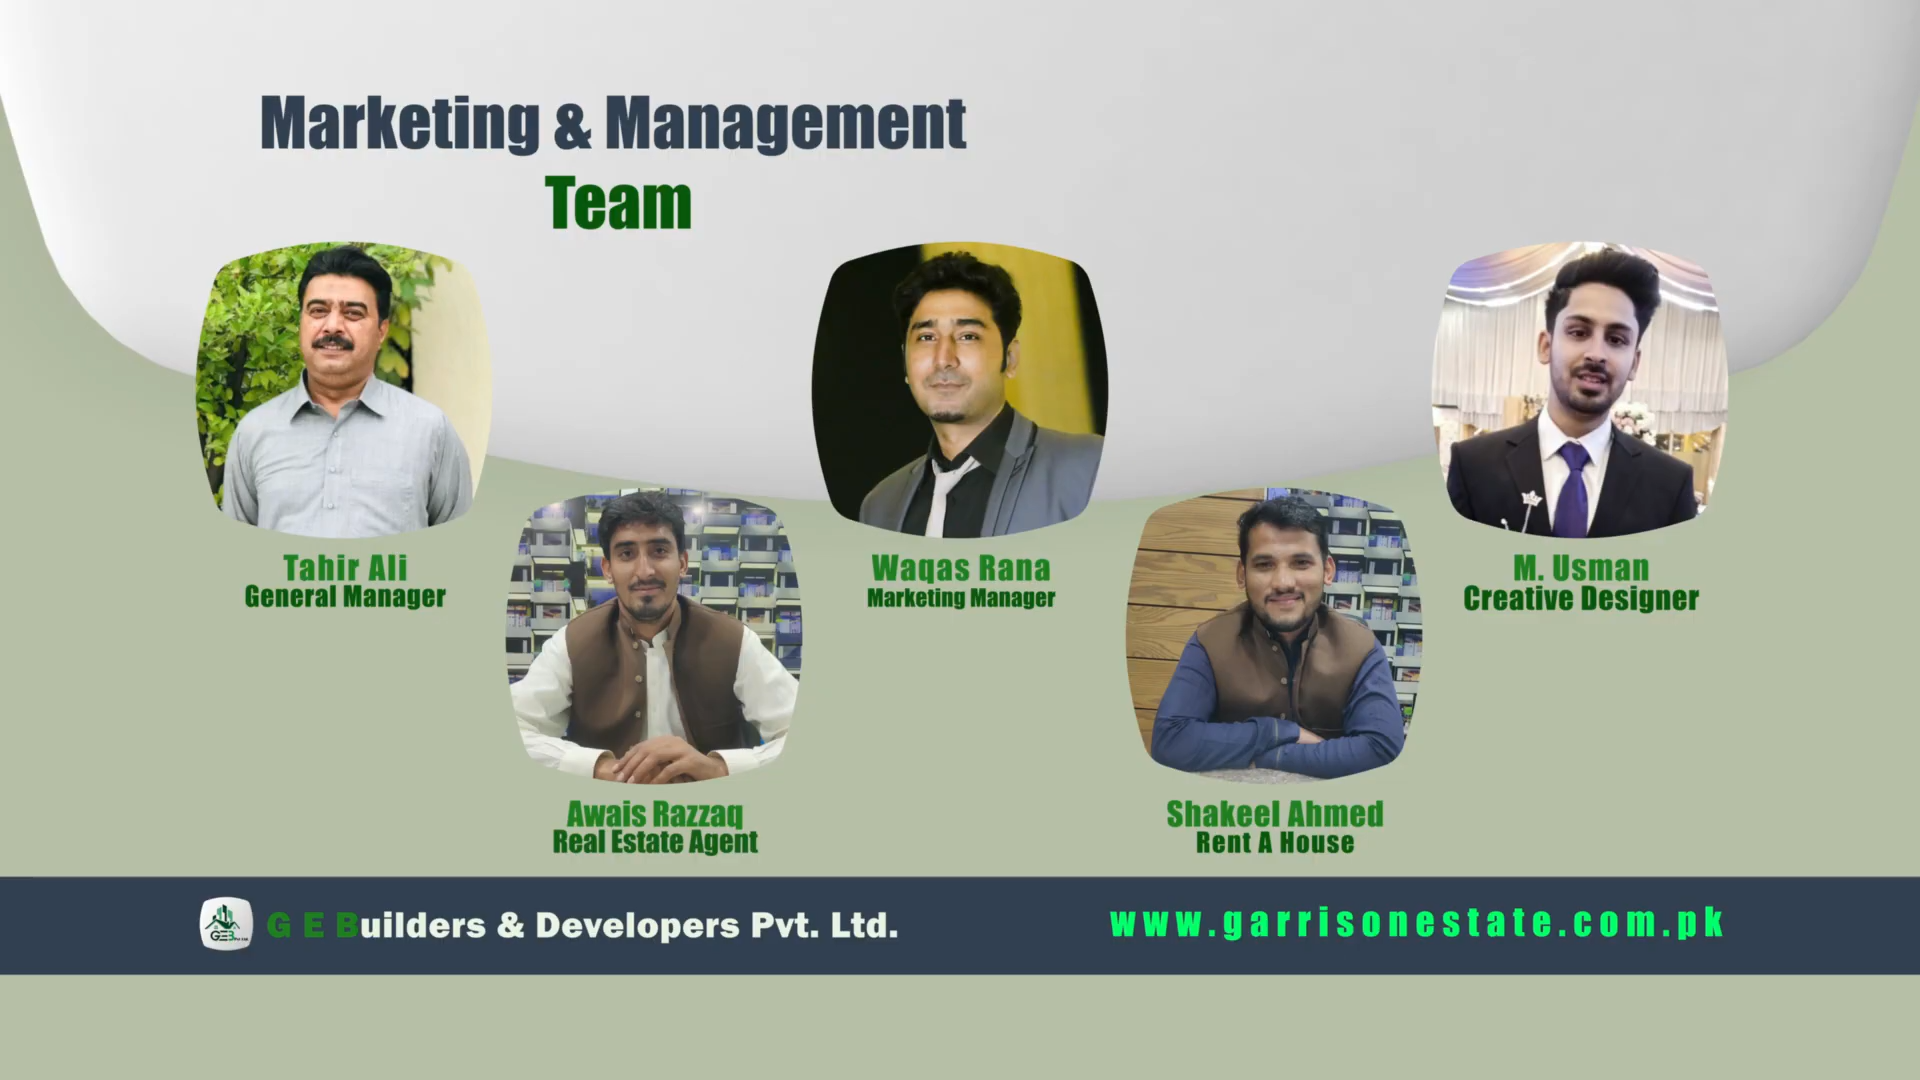 Marketing & Management
Team
Tahir Ali
General Manager
Waqas Rana
Marketing Manager
M. Usman
Creative Designer
Awais Razzaq
Real Estate Agent
Shakeel Ahmed
Rent A House
GEB
G E Builders & Developers Pvt. Ltd.
www.garrisonestate.com.pk